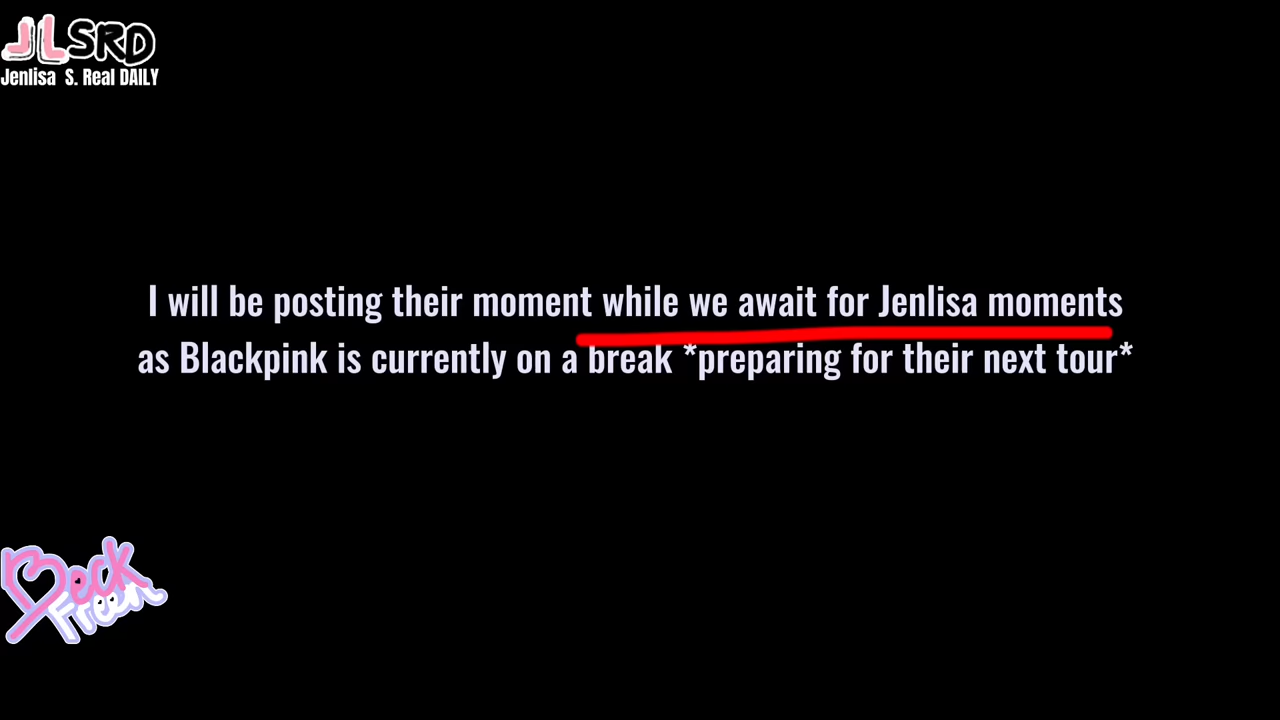 JLSRD
Jenlisa S. Real DAILY
I will be posting their moment while we await for Jenlisa moments
as Blackpink is currently on a break *preparing for their next tour*
Beck
Freen